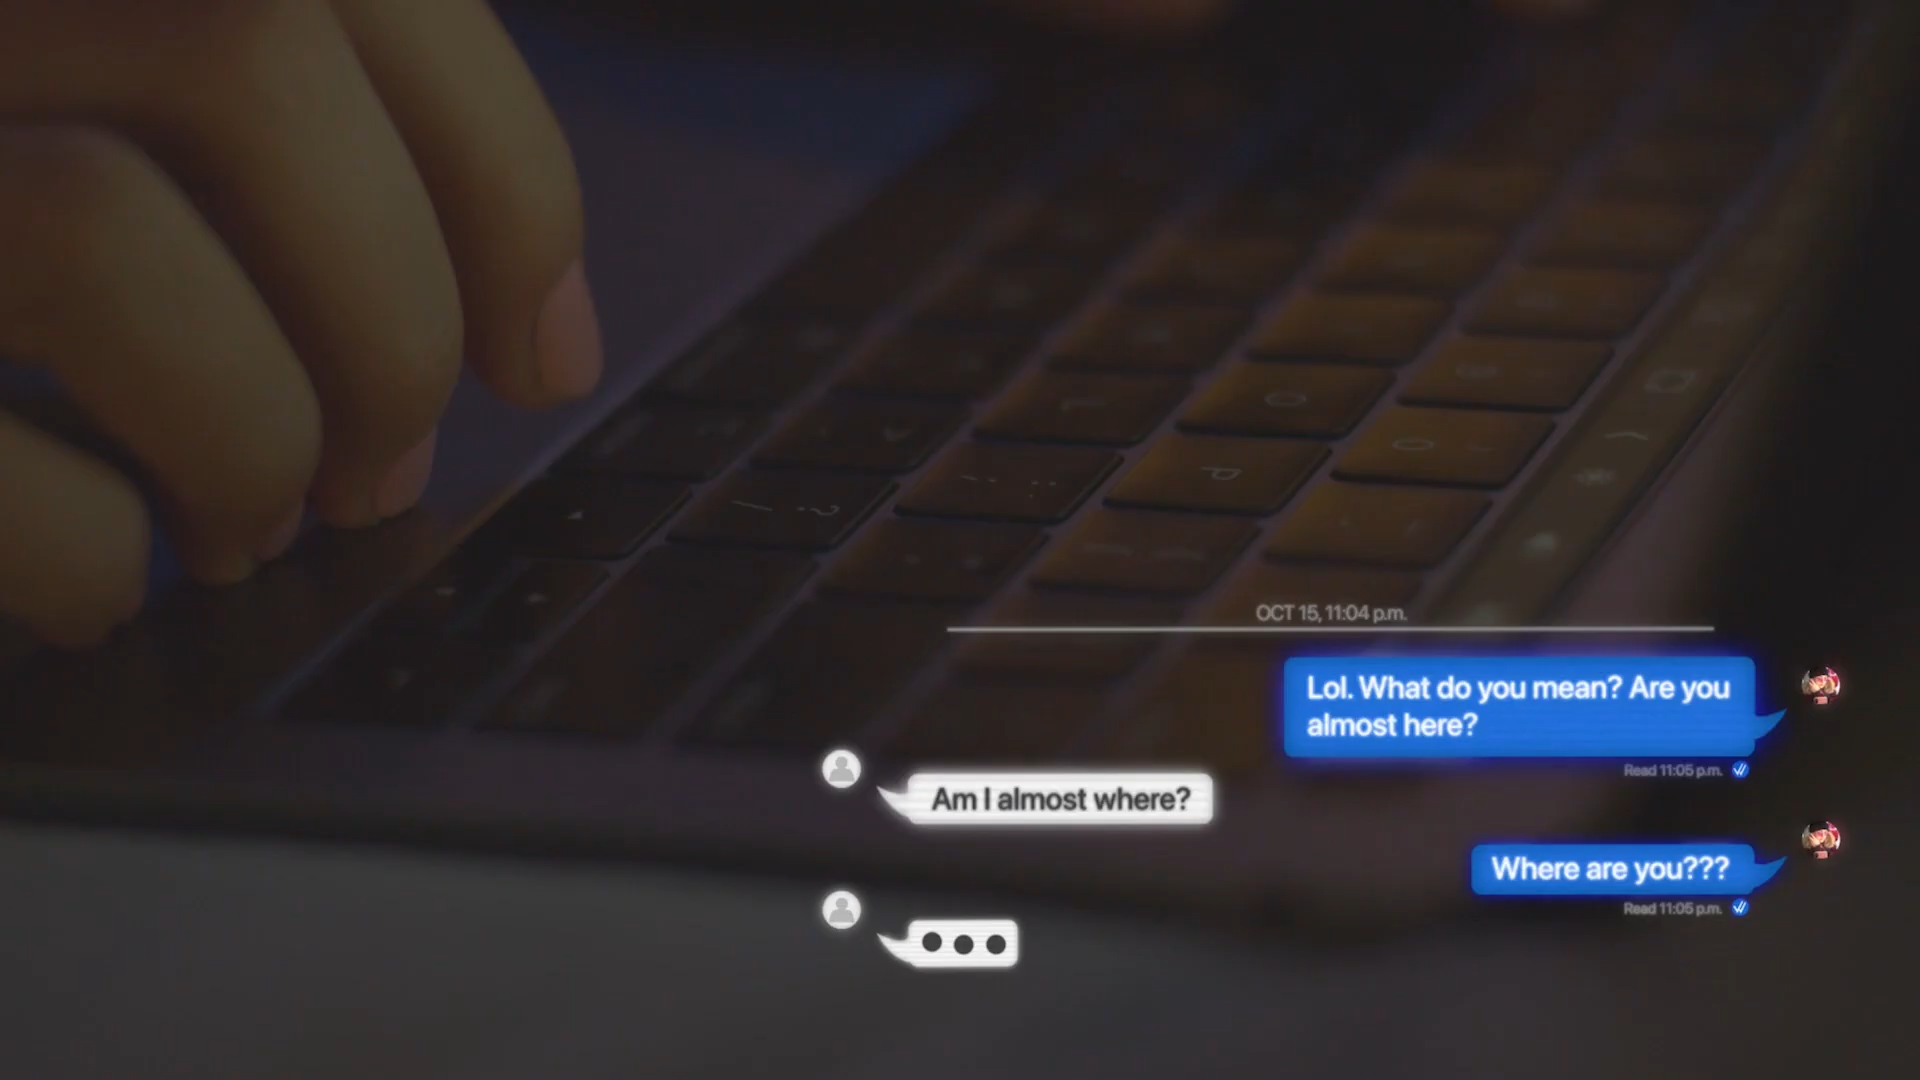 OCT 15, 11:04 p.m.
Lol. What do you mean? Are you
almost here?
Read 11:05 p.m.
Am I almost where?
Where are you???
Read 11:05 p.m.